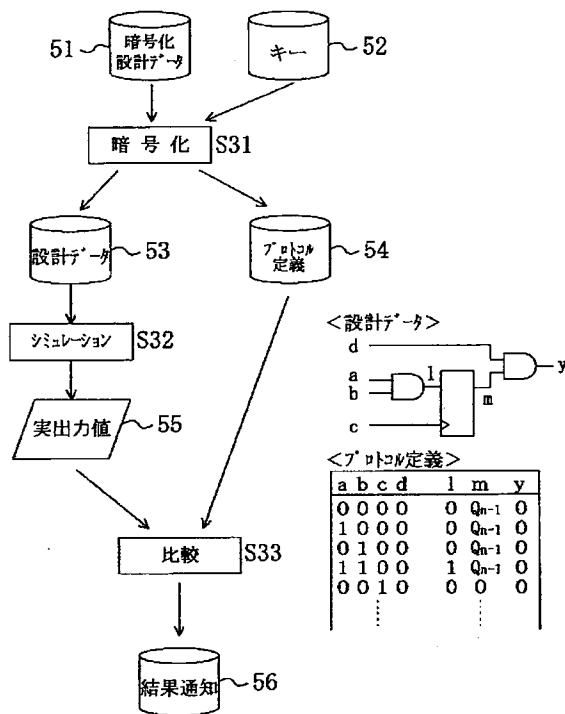 51
暗号化
設計データ
52
キー
暗号化
S31
53
設計データ
54
プロトコル
定義
シミュレーション
S32
実出力値
55
比較
S33
結果通知
56
<設計データ>
d
a
b
l
m
c
y
<プロトコル定義>
a b c d l m y
0 0 0 0 0 Qn-1 0
1 0 0 0 0 Qn-1 0
0 1 0 0 0 Qn-1 0
1 1 0 0 1 Qn-1 0
0 0 1 0 0 0 0